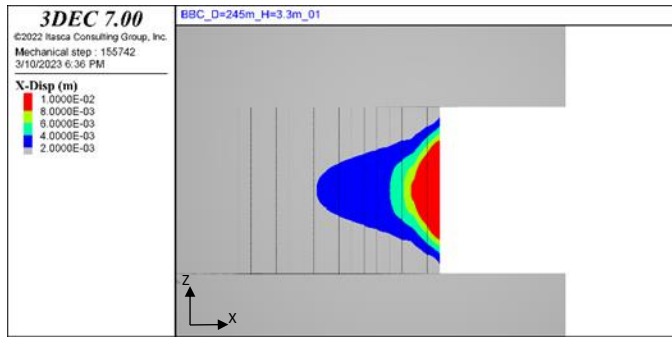 3DEC 7.00
©2022 Itasca Consulting Group, Inc.
Mechanical step : 155742
3/10/2023 6:36 PM
X-Disp (m)
1.0000E-02
8.0000E-03
6.0000E-03
4.0000E-03
2.0000E-03
BBC_D=245m_H=3.3m_01
Z
X